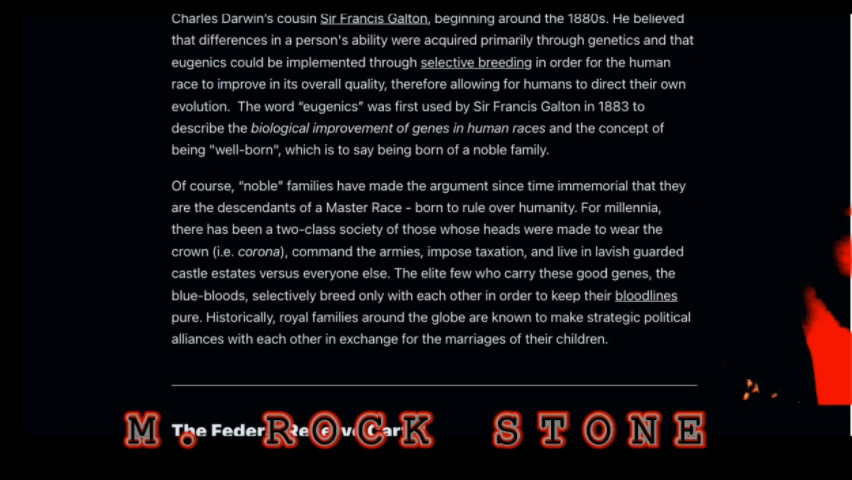 Charles Darwin's cousin Sir Francis Galton, beginning around the 1880s. He believed
that differences in a person's ability were acquired primarily through genetics and that
eugenics could be implemented through selective breeding in order for the human
race to improve in its overall quality, therefore allowing for humans to direct their own
evolution. The word “eugenics” was first used by Sir Francis Galton in 1883 to
describe the biological improvement of genes in human races and the concept of
being "well-born", which is to say being born of a noble family.
Of course, “noble” families have made the argument since time immemorial that they
are the descendants of a Master Race - born to rule over humanity. For millennia,
there has been a two-class society of those whose heads were made to wear the
crown (i.e. corona), command the armies, impose taxation, and live in lavish guarded
castle estates versus everyone else. The elite few who carry these good genes, the
blue-bloods, selectively breed only with each other in order to keep their bloodlines
pure. Historically, royal families around the globe are known to make strategic political
alliances with each other in exchange for the marriages of their children.
The
M. ROCK STONE